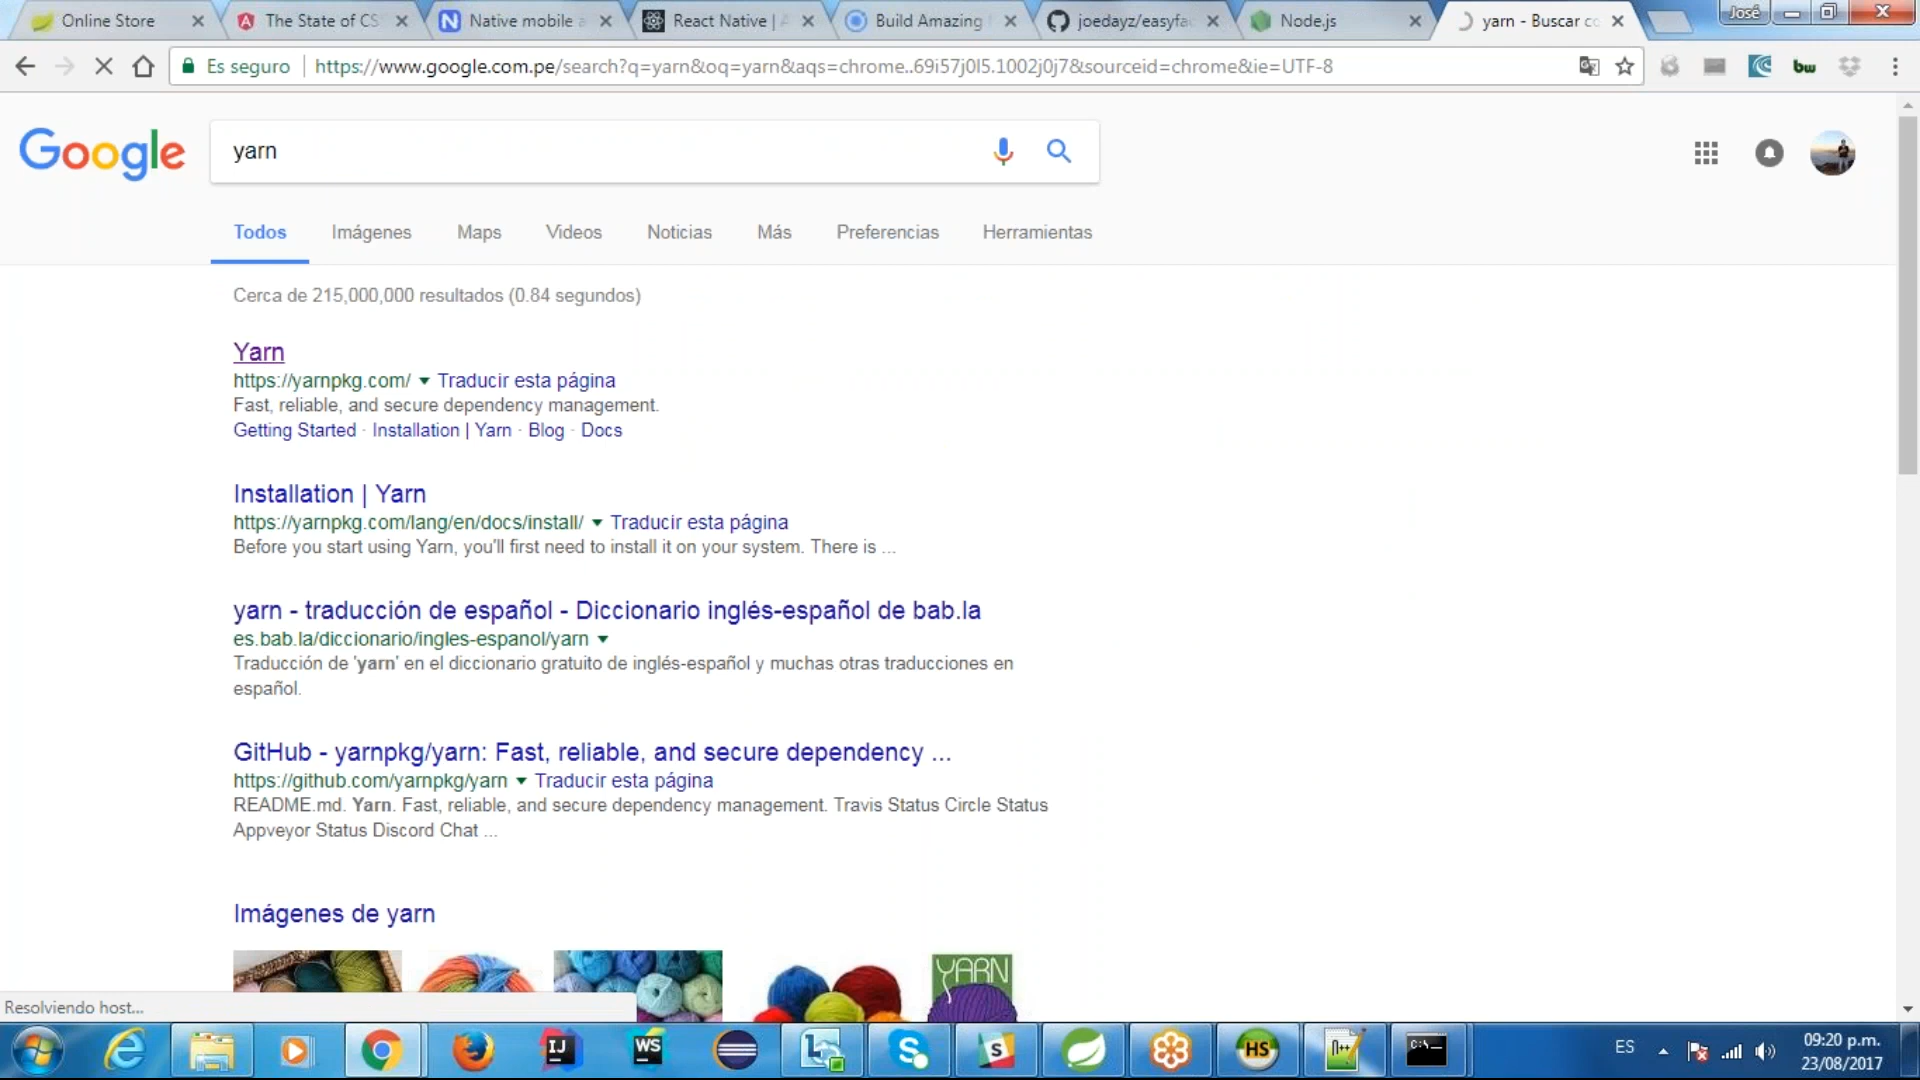 Online Store
The State of CS
Native mobile a
React Native | A
Build Amazing
joedayz/easyfac
Node.js
yarn - Buscar co
José
Es seguro
https://www.google.com.pe/search?q=yarn&oq=yarn&aqs=chrome..69i57j0l5.1002j0j7&sourceid=chrome&ie=UTF-8
bw
Google
yarn
Todos Imágenes Maps Videos Noticias Más Preferencias Herramientas
Cerca de 215,000,000 resultados (0.84 segundos)
Yarn
https://yarnpkg.com/ Traducir esta página
Fast, reliable, and secure dependency management.
Getting Started · Installation | Yarn · Blog · Docs
Installation | Yarn
https://yarnpkg.com/lang/en/docs/install/ Traducir esta página
Before you start using Yarn, you'll first need to install it on your system. There is ...
yarn - traducción de español - Diccionario inglés-español de bab.la
es.bab.la/diccionario/ingles-espanol/yarn
Traducción de 'yarn' en el diccionario gratuito de inglés-español y muchas otras traducciones en
español.
GitHub - yarnpkg/yarn: Fast, reliable, and secure dependency ...
https://github.com/yarnpkg/yarn Traducir esta página
README.md. Yarn. Fast, reliable, and secure dependency management. Travis Status Circle Status
Appveyor Status Discord Chat ...
Imágenes de yarn
YARN
Resolviendo host...
IJ
WS
S
S
HS
N++
C:\
ES
09:20 p.m.
23/08/2017